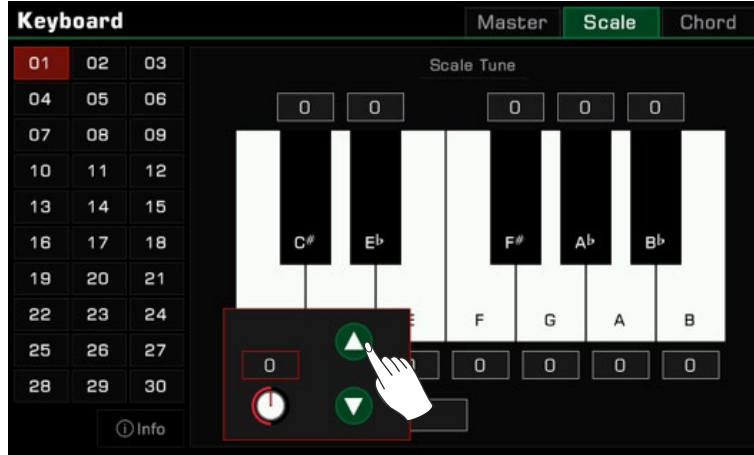 Keyboard Master Scale Chord
01 02 03 Scale Tune
04 05 06 0 0 0 0 0
07 08 09
10 11 12
13 14 15
16 17 18 C# E♭ F# A♭ B♭
19 20 21
22 23 24 F G A B
25 26 27 0 0 0 0 0
28 29 30
ⓘ Info